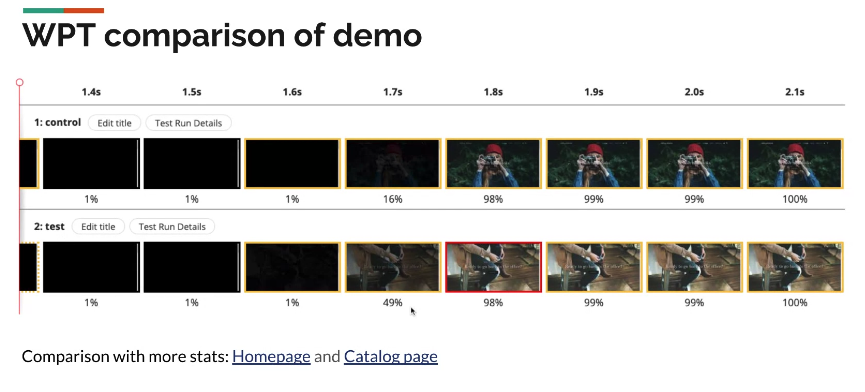 WPT comparison of demo
1.4s 1.5s 1.6s 1.7s 1.8s 1.9s 2.0s 2.1s
1: control Edit title Test Run Details
1% 1% 1% 16% 98% 99% 99% 100%
2: test Edit title Test Run Details
1% 1% 1% 49% 98% 99% 99% 100%
Comparison with more stats: Homepage and Catalog page